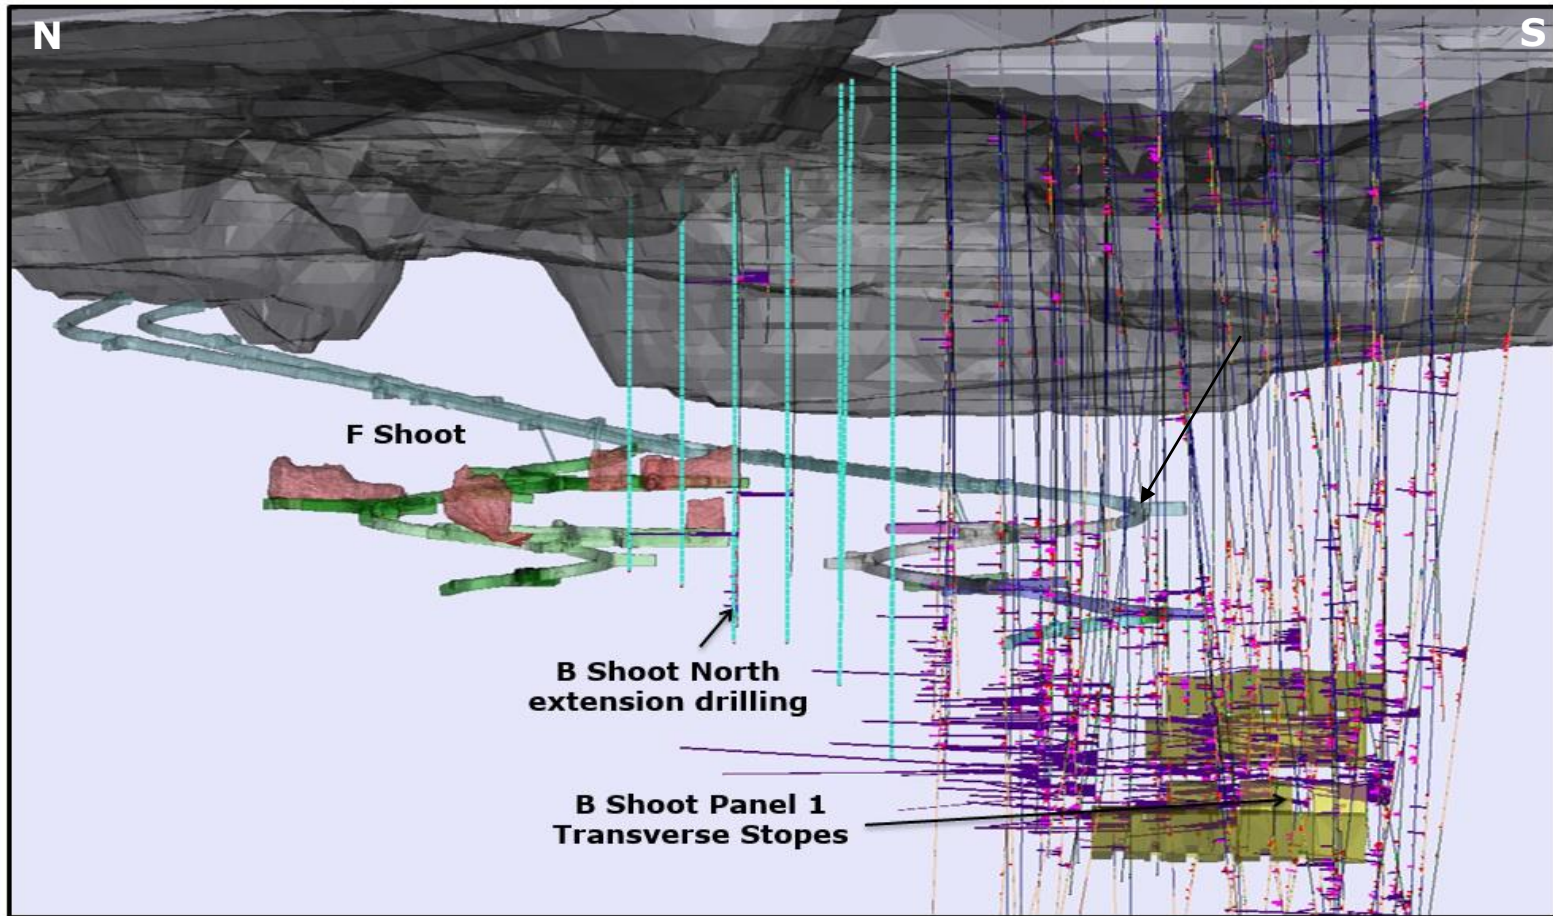 N
S
F Shoot
B Shoot North
extension drilling
B Shoot Panel 1
Transverse Stopes